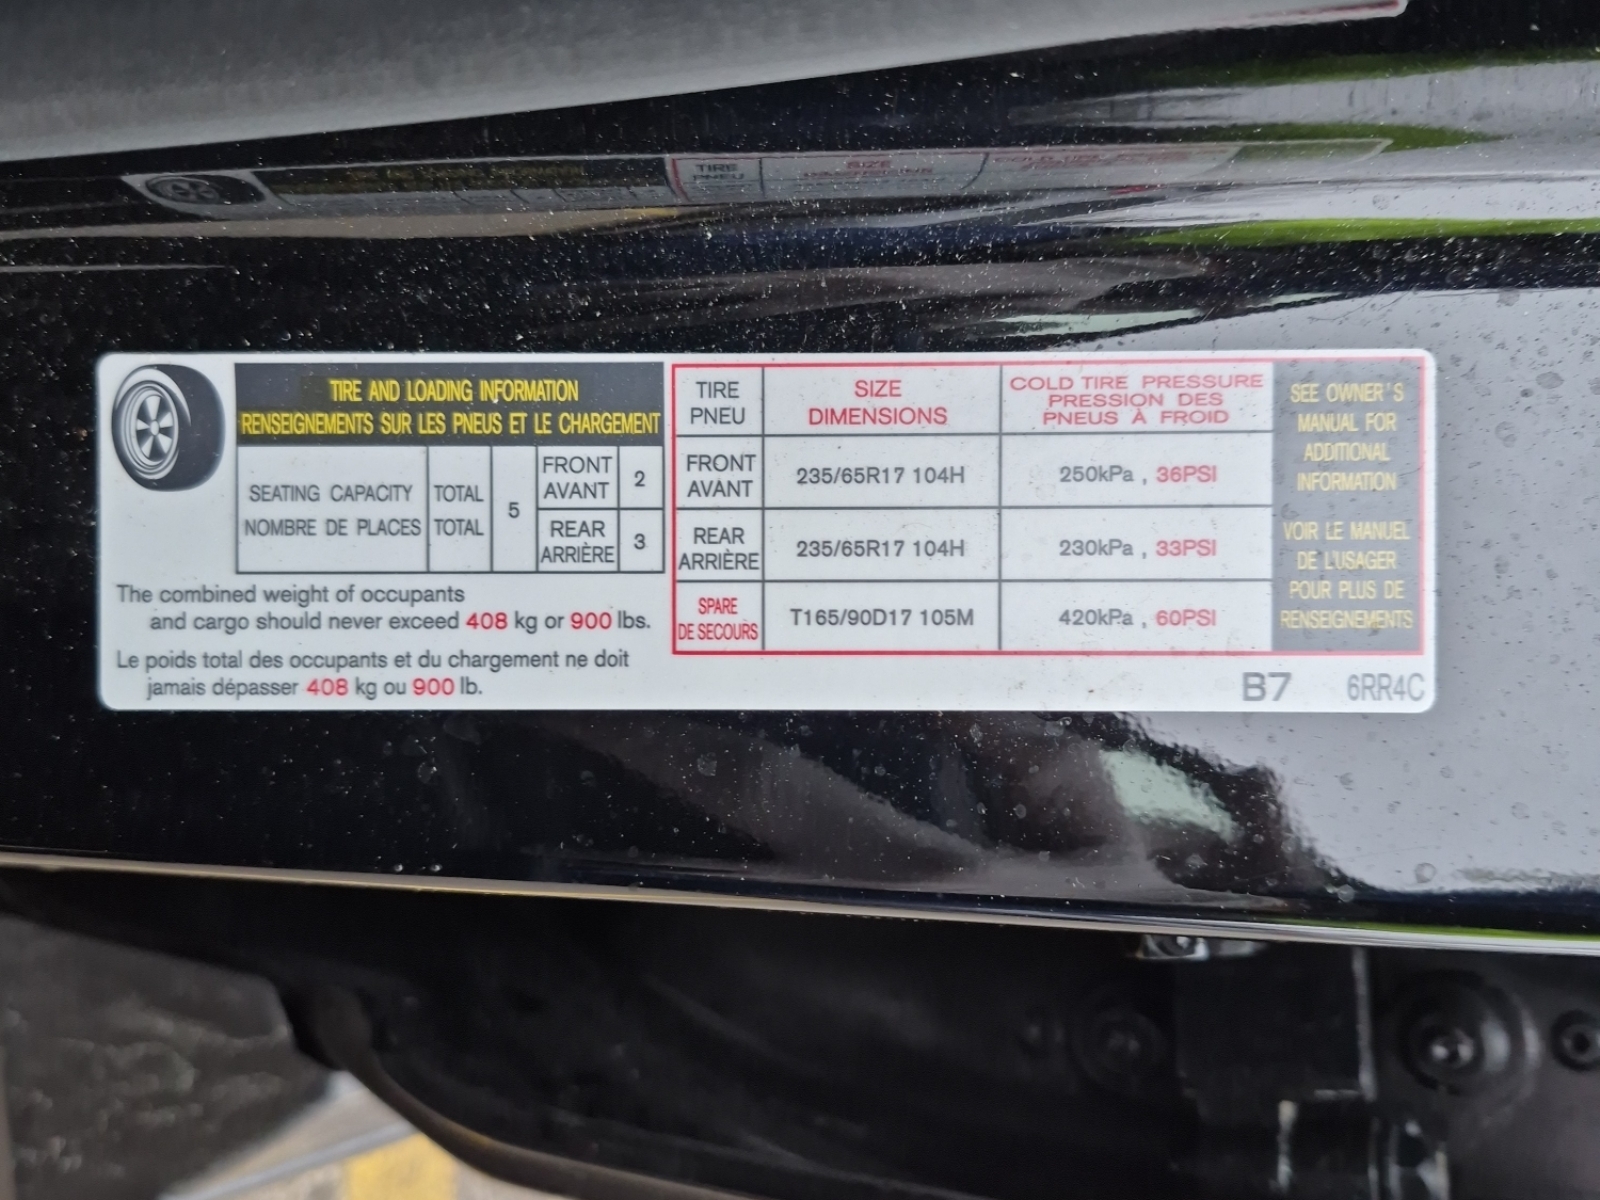 TIRE AND LOADING INFORMATION
RENSEIGNEMENTS SUR LES PNEUS ET LE CHARGEMENT
SEATING CAPACITY TOTAL 5 FRONT 2
AVANT
NOMBRE DE PLACES TOTAL REAR 3
ARRIÈRE
The combined weight of occupants
and cargo should never exceed 408 kg or 900 lbs.
Le poids total des occupants et du chargement ne doit
jamais dépasser 408 kg ou 900 lb.
TIRE SIZE COLD TIRE PRESSURE
PNEU DIMENSIONS PRESSION DES
PNEUS À FROID
FRONT
AVANT 235/65R17 104H 250kPa , 36PSI
REAR
ARRIÈRE 235/65R17 104H 230kPa , 33PSI
SPARE
DE SECOURS T165/90D17 105M 420kPa , 60PSI
SEE OWNER'S
MANUAL FOR
ADDITIONAL
INFORMATION
VOIR LE MANUEL
DE L'USAGER
POUR PLUS DE
RENSEIGNEMENTS
B7 6RR4C